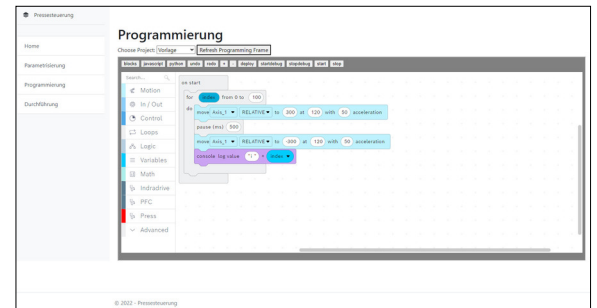 Pressesteuerung
Home
Parametrisierung
Programmierung
Durchführung
Programmierung
Choose Project: Vorlage Refresh Programming Frame
blocks javascript python undo redo + - deploy startdebug stopdebug start stop
Search...
Motion
In / Out
Control
Loops
Logic
Variables
Math
Indradrive
PFC
Press
Advanced
on start
for index from 0 to 100
do move Axis_1 RELATIVE to 300 at 120 with 50 acceleration
pause (ms) 500
move Axis_1 RELATIVE to -300 at 120 with 50 acceleration
console log value "i" = index
© 2022 - Pressesteuerung